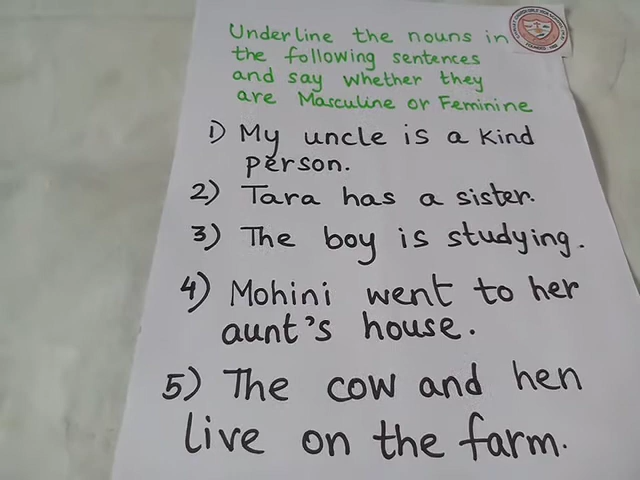 Underline the nouns in
the following sentences
and say whether they
are Masculine or Feminine
1) My uncle is a kind
person.
2) Tara has a sister.
3) The boy is studying.
4) Mohini went to her
aunt's house.
5) The cow and hen
live on the farm.